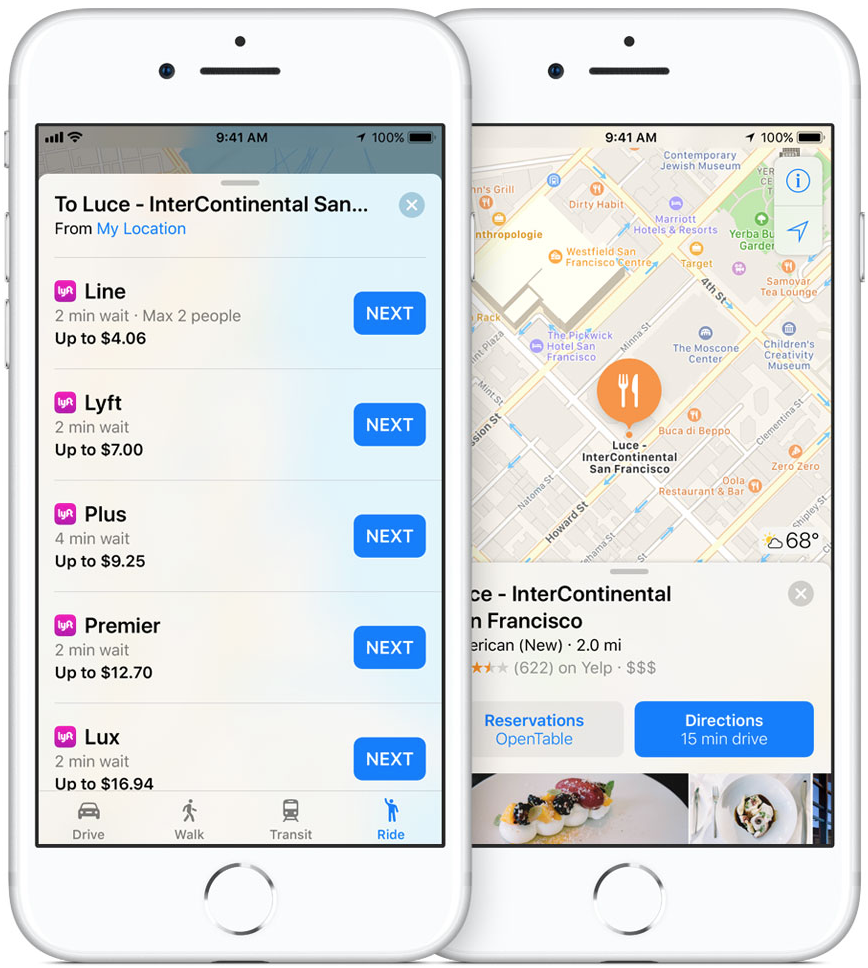 9:41 AM
100%
To Luce - InterContinental San...
From My Location
lyft Line
2 min wait · Max 2 people
Up to $4.06
NEXT
lyft Lyft
2 min wait
Up to $7.00
NEXT
lyft Plus
4 min wait
Up to $9.25
NEXT
lyft Premier
2 min wait
Up to $12.70
NEXT
lyft Lux
2 min wait
Up to $16.94
NEXT
Drive
Walk
Transit
Ride
9:41 AM
100%
Contemporary
Jewish Museum
nn's Grill
Dirty Habit
Marriott
Hotels & Resorts
Yerba Bu
Garden
nthropologie
Westfield San
Francisco Centre
Target
4th St
Samovar
Tea Lounge
Rack
The Pickwick
Hotel San
Francisco
Minna St
The Moscone
Center
Children's
Creativity
Museum
int Plaza
Mint St
ssion St
Luce -
InterContinental
San Francisco
Buca di Beppo
Clementina St
Zero Zero
Oola
Restaurant & Bar
Natoma St
Howard St
ehama St
Shipley St
68°
ce - InterContinental
n Francisco
erican (New) · 2.0 mi
(622) on Yelp · $$$
Reservations
OpenTable
Directions
15 min drive